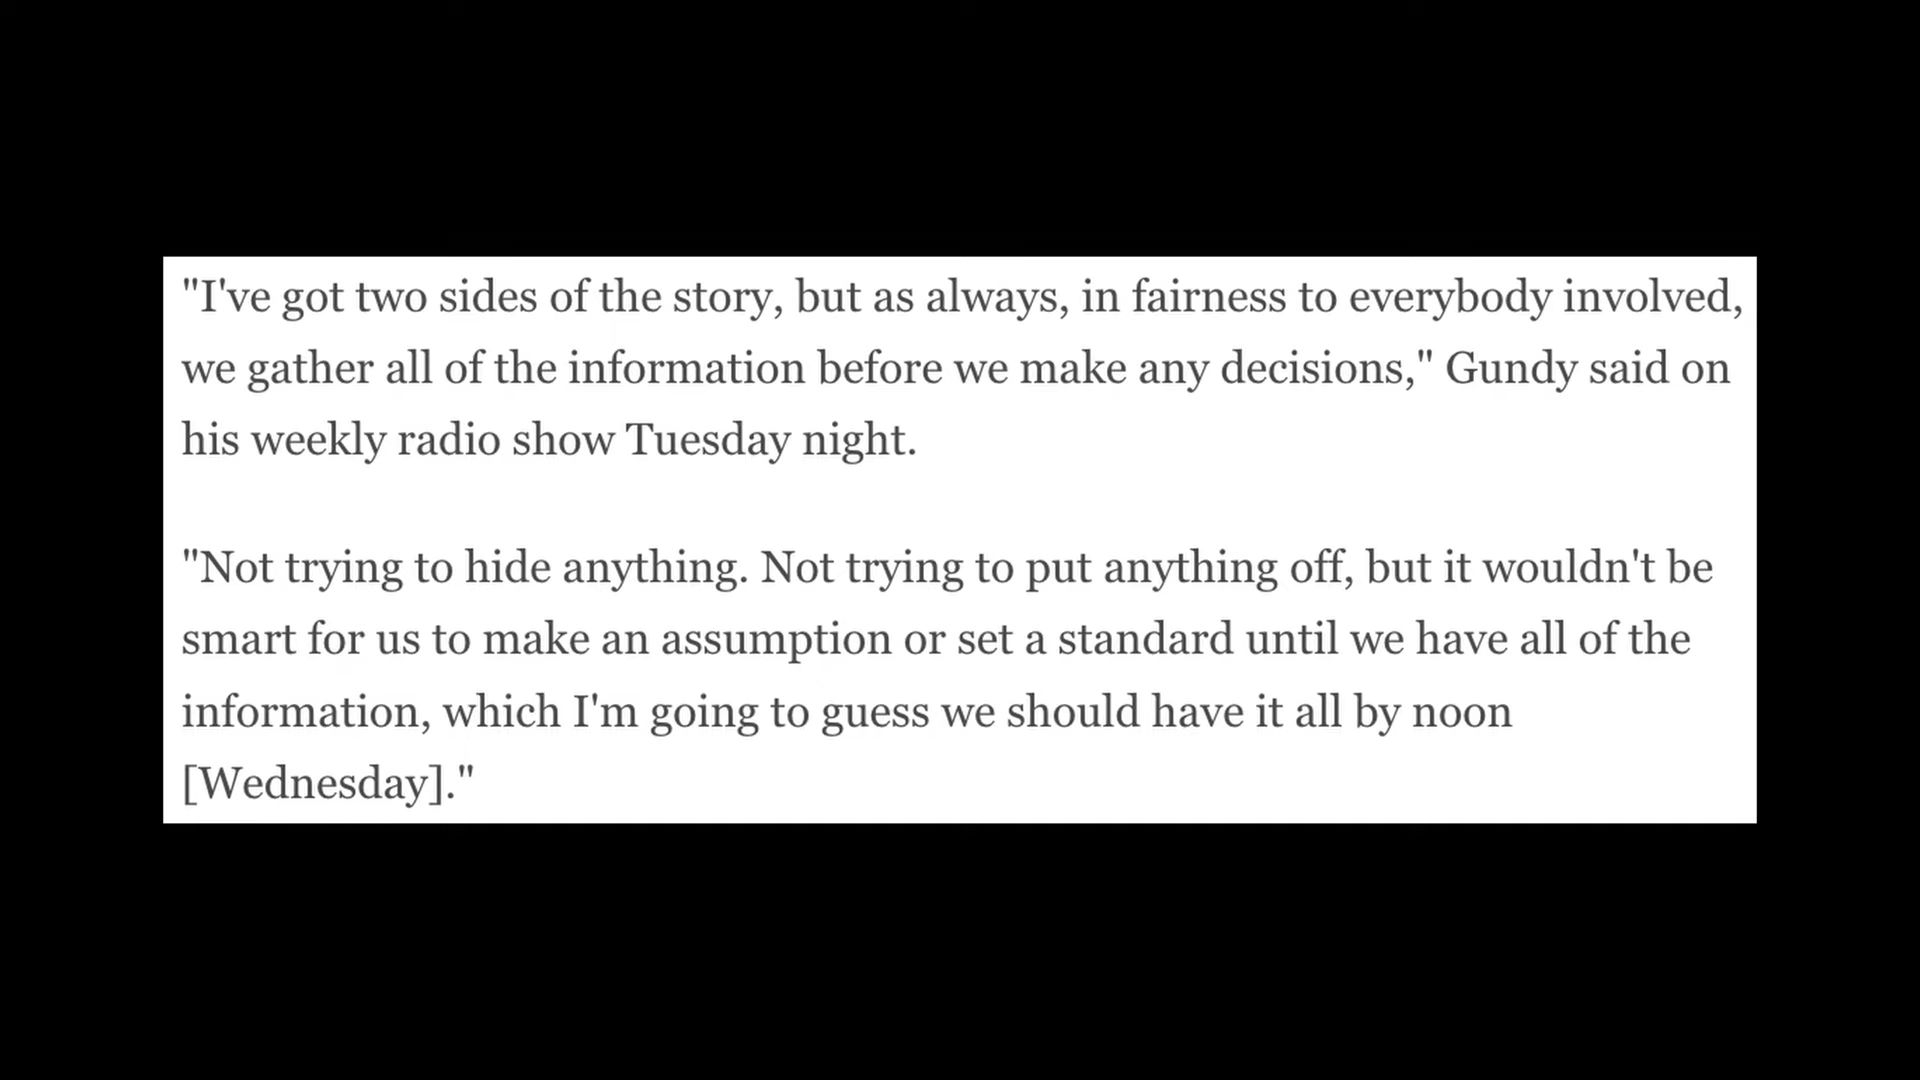 "I've got two sides of the story, but as always, in fairness to everybody involved,
we gather all of the information before we make any decisions," Gundy said on
his weekly radio show Tuesday night.
"Not trying to hide anything. Not trying to put anything off, but it wouldn't be
smart for us to make an assumption or set a standard until we have all of the
information, which I'm going to guess we should have it all by noon
[Wednesday]."